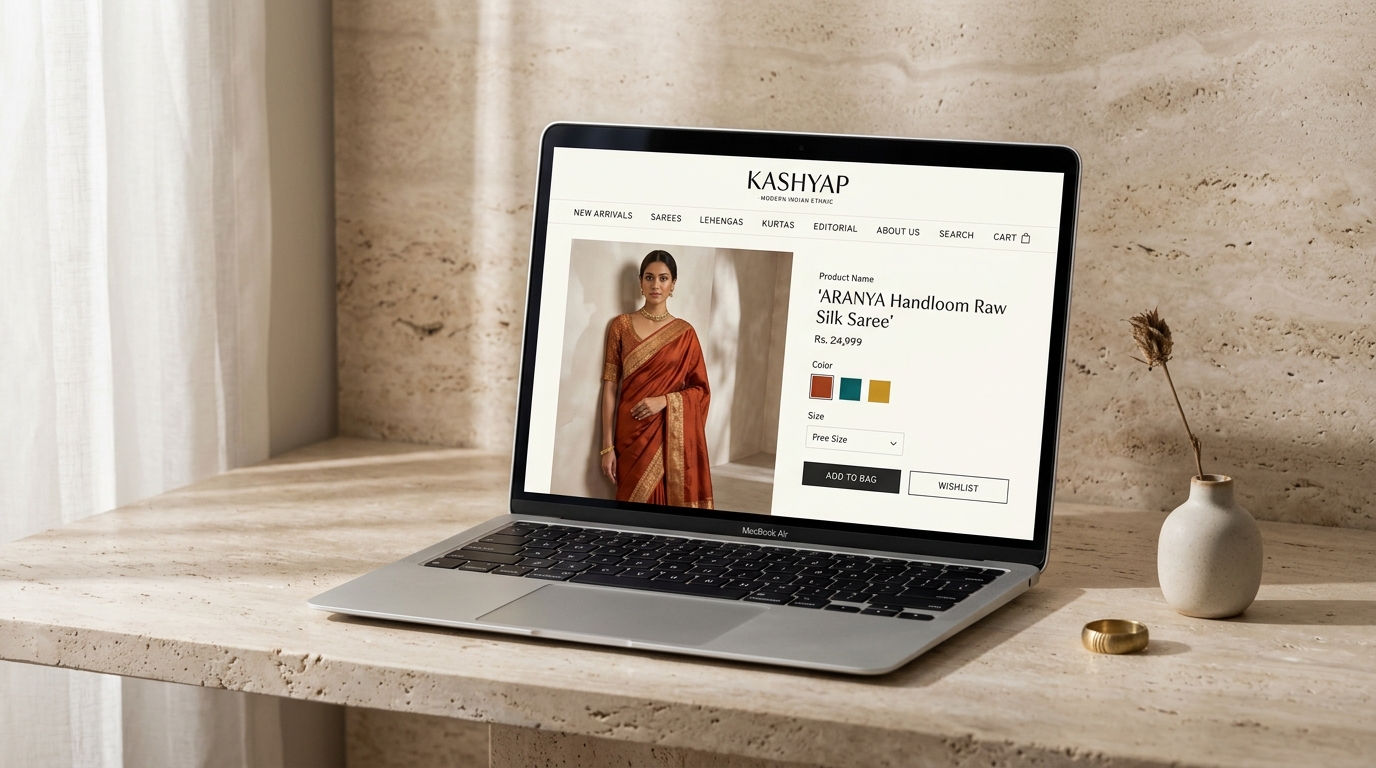 KASHYAP
MODERN INDIAN ETHNIC
NEW ARRIVALS SAREES LEHENGAS KURTAS EDITORIAL ABOUT US SEARCH CART
Product Name
'ARANYA Handloom Raw
Silk Saree'
Rs. 24,999
Color
Size
Free Size
ADD TO BAG WISHLIST
MacBook Air